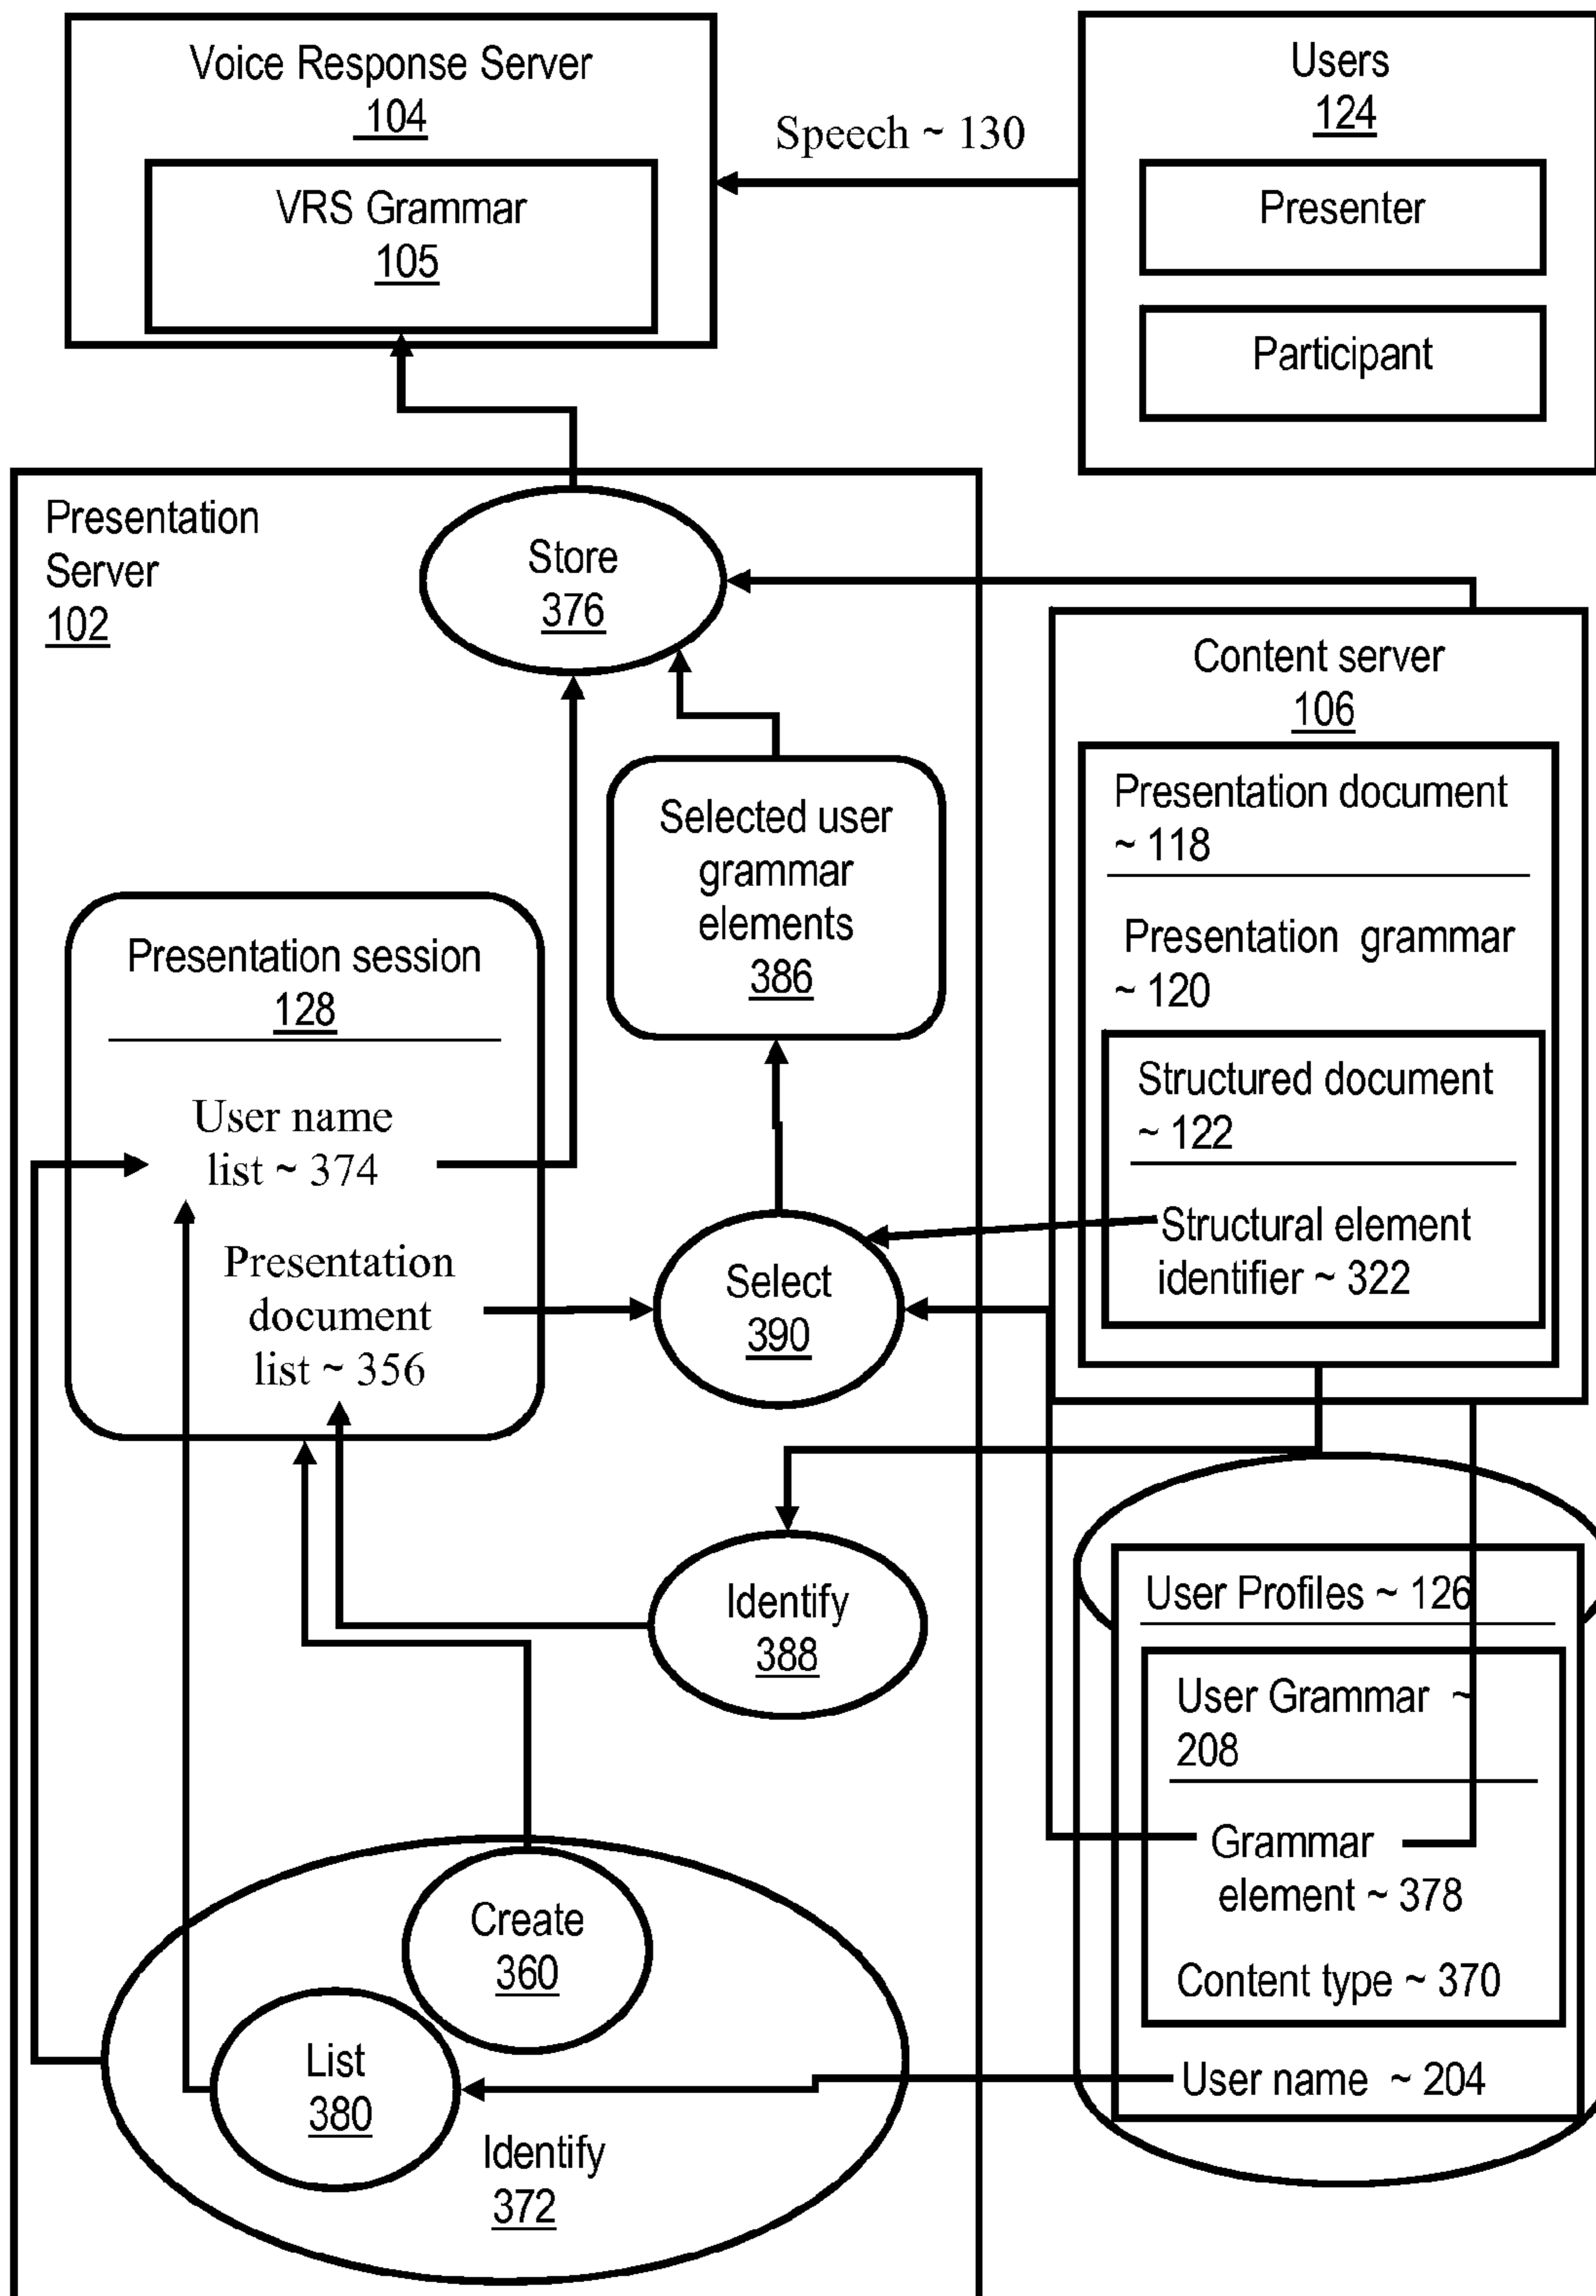 Voice Response Server
104
VRS Grammar
105
Speech ~ 130
Users
124
Presenter
Participant
Presentation
Server
102
Store
376
Content server
106
Presentation document
~ 118
Presentation grammar
~ 120
Structured document
~ 122
Structural element
identifier ~ 322
Selected user
grammar
elements
386
Presentation session
128
User name
list ~ 374
Presentation
document
list ~ 356
Select
390
Identify
388
User Profiles ~ 126
User Grammar ~
208
Grammar
element ~ 378
Content type ~ 370
User name ~ 204
Create
360
List
380
Identify
372